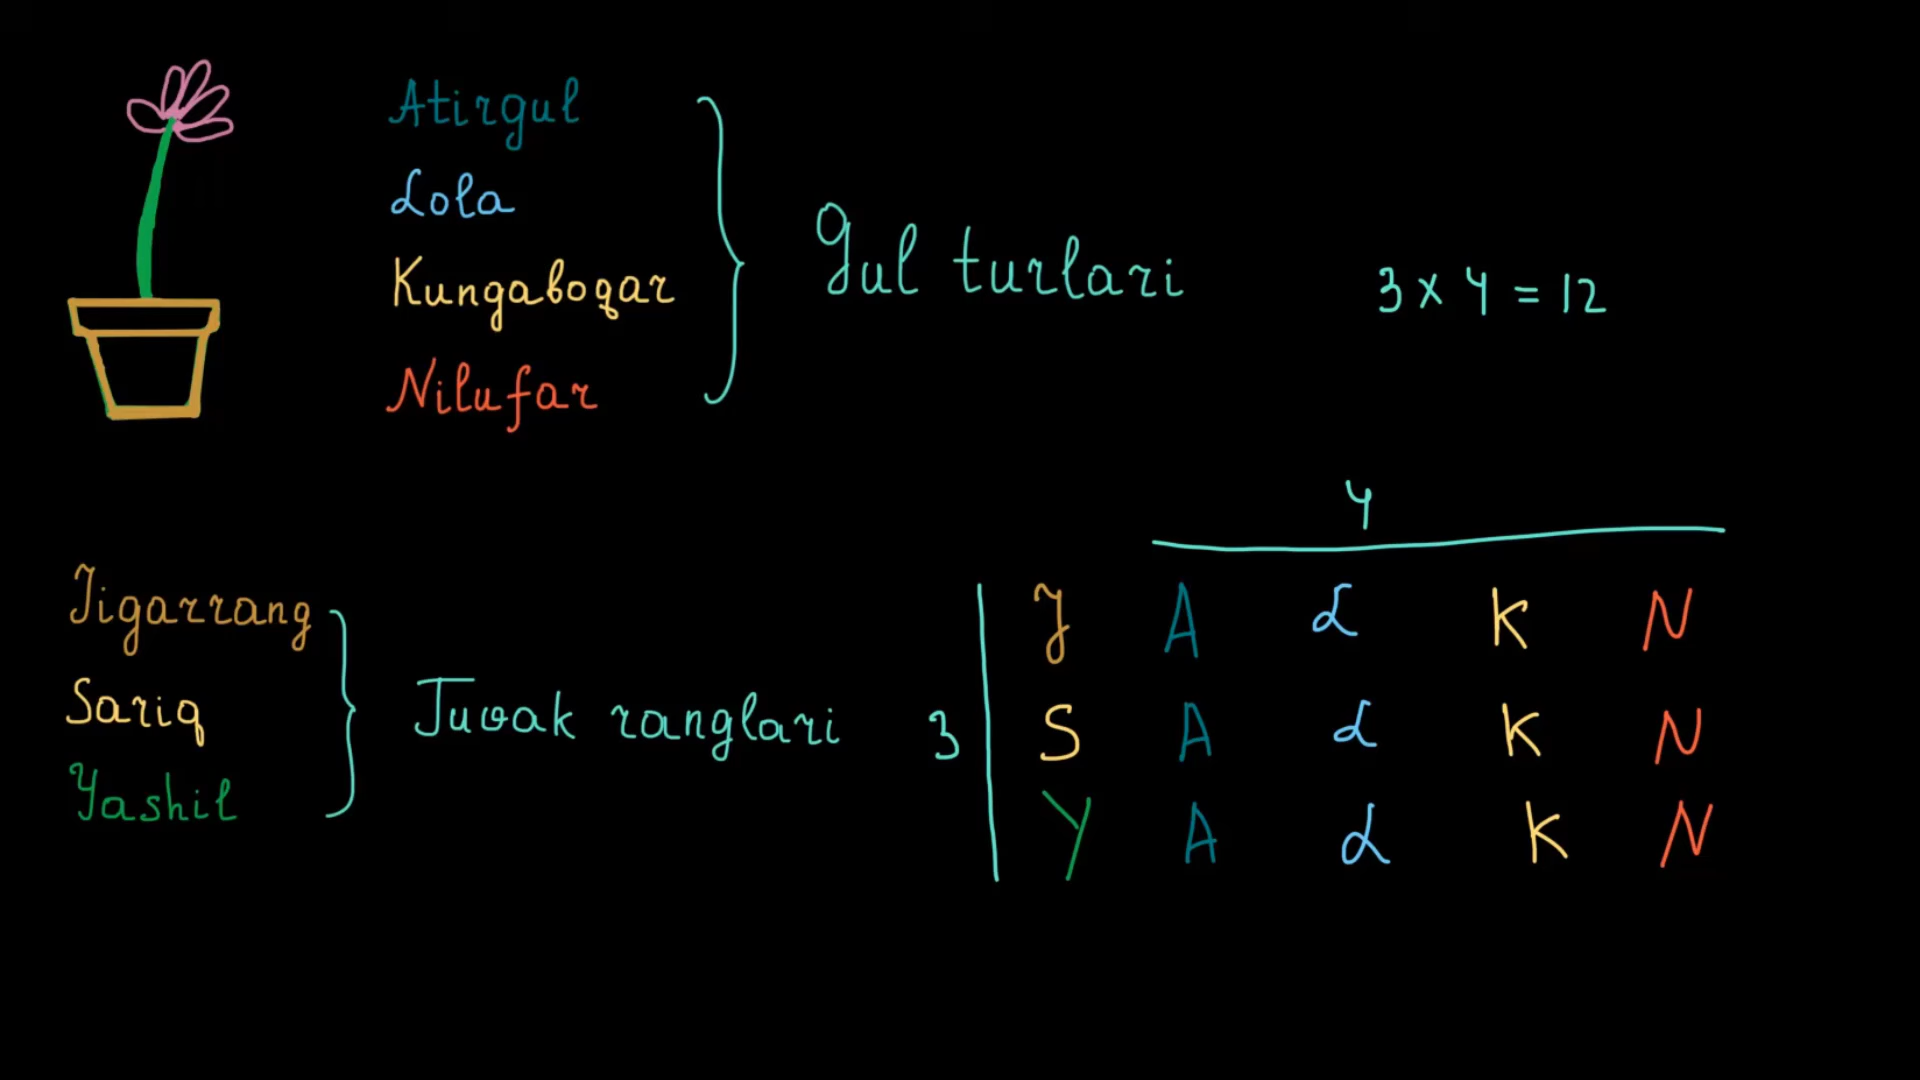 Atirgul
Lola
Kungaboqar
Nilufar
Gul turlari
3 x 4 = 12
Jigarrang
Sariq
Yashil
Tuvak ranglari
4
3
J A L K N
S A L K N
Y A L K N